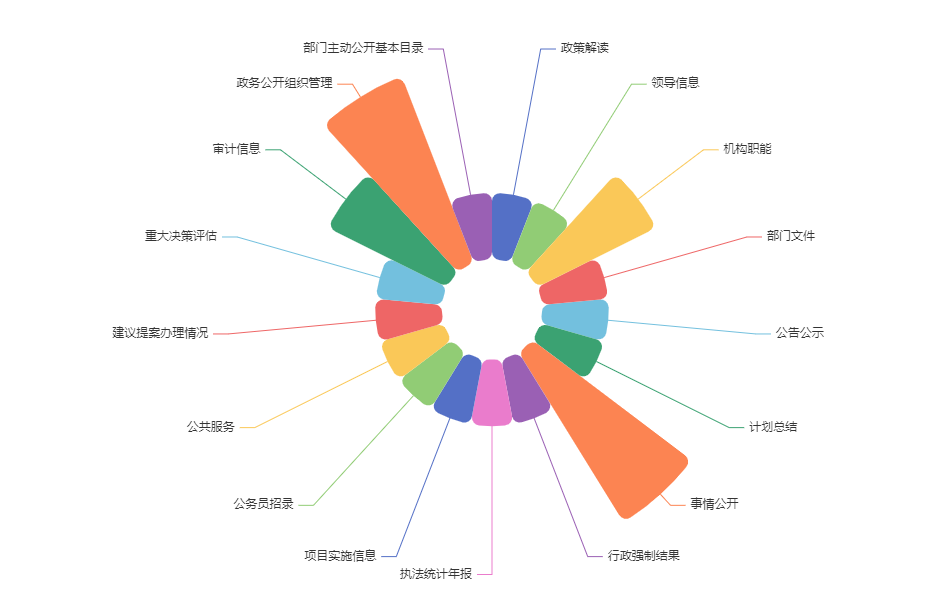 部门主动公开基本目录
政策解读
政务公开组织管理
领导信息
审计信息
机构职能
重大决策评估
部门文件
建议提案办理情况
公告公示
公共服务
计划总结
公务员招录
事情公开
项目实施信息
行政强制结果
执法统计年报